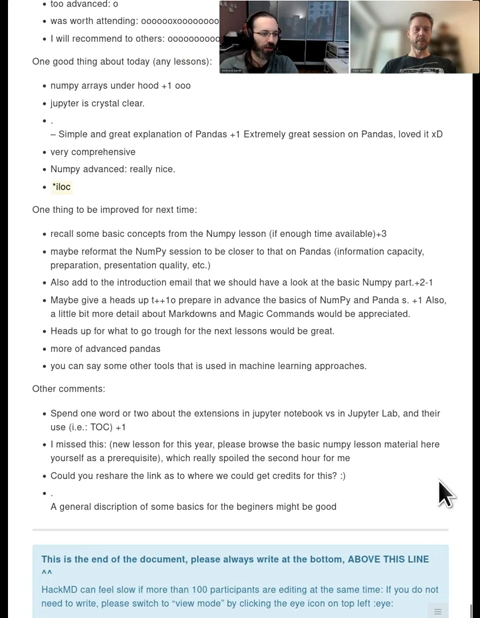 too advanced: o
was worth attending: ooooooxooooooooo
I will recommend to others: oooooooooo
One good thing about today (any lessons):
numpy arrays under hood +1 ooo
jupyter is crystal clear.
.
– Simple and great explanation of Pandas +1 Extremely great session on Pandas, loved it xD
very comprehensive
Numpy advanced: really nice.
*iloc
One thing to be improved for next time:
recall some basic concepts from the Numpy lesson (if enough time available)+3
maybe reformat the NumPy session to be closer to that on Pandas (information capacity,
preparation, presentation quality, etc.)
Also add to the introduction email that we should have a look at the basic Numpy part.+2-1
Maybe give a heads up t++1o prepare in advance the basics of NumPy and Panda s. +1 Also,
a little bit more detail about Markdowns and Magic Commands would be appreciated.
Heads up for what to go trough for the next lessons would be great.
more of advanced pandas
you can say some other tools that is used in machine learning approaches.
Other comments:
Spend one word or two about the extensions in jupyter notebook vs in Jupyter Lab, and their
use (i.e.: TOC) +1
I missed this: (new lesson for this year, please browse the basic numpy lesson material here
yourself as a prerequisite), which really spoiled the second hour for me
Could you reshare the link as to where we could get credits for this? :)
.
A general discription of some basics for the beginers might be good
This is the end of the document, please always write at the bottom, ABOVE THIS LINE
^^
HackMD can feel slow if more than 100 participants are editing at the same time: If you do not
need to write, please switch to “view mode” by clicking the eye icon on top left :eye: